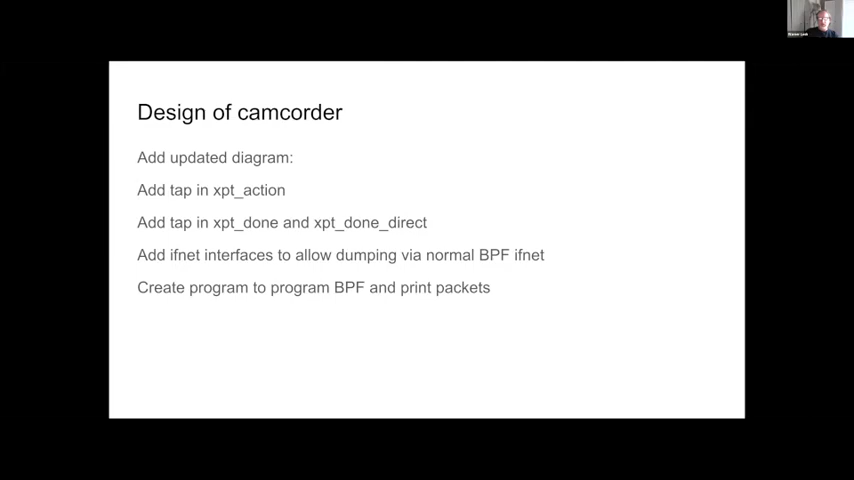 Design of camcorder
Add updated diagram:
Add tap in xpt_action
Add tap in xpt_done and xpt_done_direct
Add ifnet interfaces to allow dumping via normal BPF ifnet
Create program to program BPF and print packets